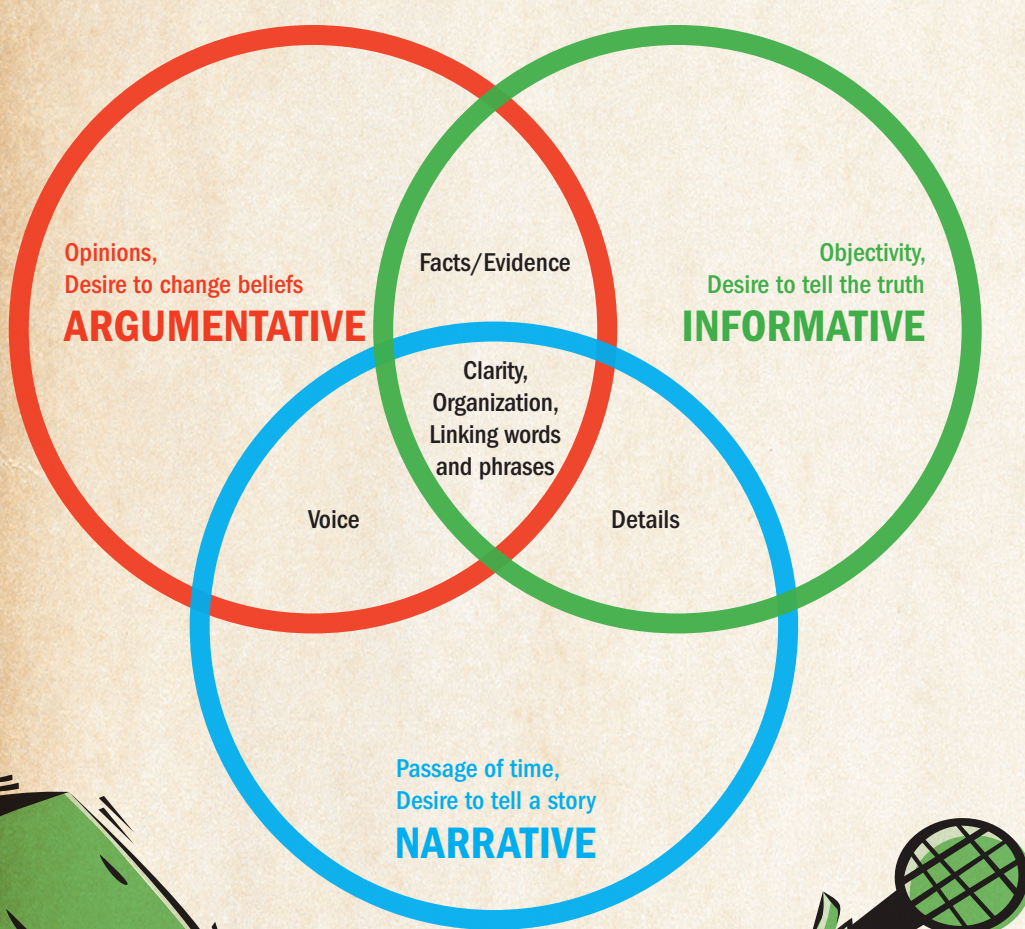 Opinions,
Desire to change beliefs
ARGUMENTATIVE
Facts/Evidence
Objectivity,
Desire to tell the truth
INFORMATIVE
Clarity,
Organization,
Linking words
and phrases
Voice
Details
Passage of time,
Desire to tell a story
NARRATIVE